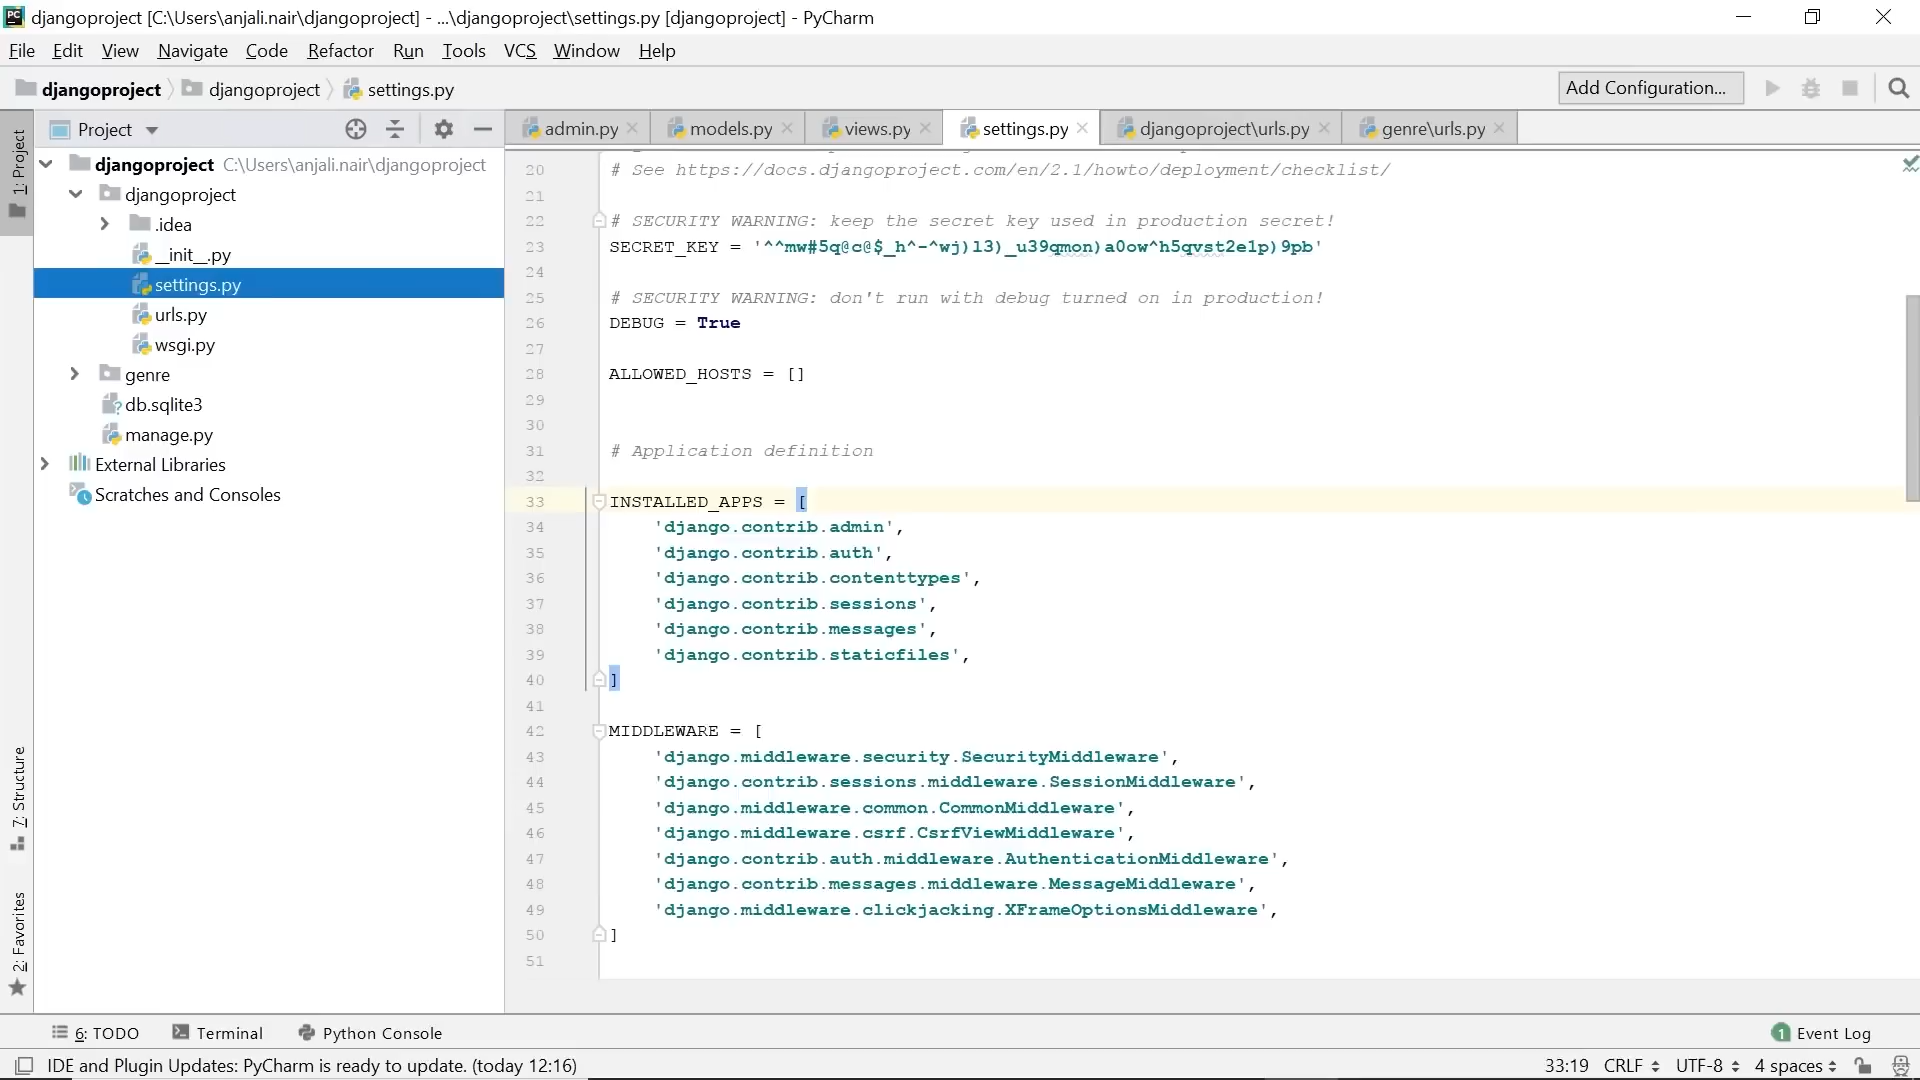 djangoproject [C:\Users\anjali.nair\djangoproject] - ...\djangoproject\settings.py [djangoproject] - PyCharm
File Edit View Navigate Code Refactor Run Tools VCS Window Help
djangoproject djangoproject settings.py Add Configuration...
1: Project
Project
admin.py models.py views.py settings.py djangoproject\urls.py genre\urls.py
djangoproject C:\Users\anjali.nair\djangoproject
djangoproject
.idea
__init__.py
settings.py
urls.py
wsgi.py
genre
db.sqlite3
manage.py
External Libraries
Scratches and Consoles
7: Structure
2: Favorites
20 # See https://docs.djangoproject.com/en/2.1/howto/deployment/checklist/
21
22 # SECURITY WARNING: keep the secret key used in production secret!
23 SECRET_KEY = '^^mw#5q@c@$_h^-^wj)l3)_u39qmon)a0ow^h5qvst2e1p)9pb'
24
25 # SECURITY WARNING: don't run with debug turned on in production!
26 DEBUG = True
27
28 ALLOWED_HOSTS = []
29
30
31 # Application definition
32
33 INSTALLED_APPS = [
34 'django.contrib.admin',
35 'django.contrib.auth',
36 'django.contrib.contenttypes',
37 'django.contrib.sessions',
38 'django.contrib.messages',
39 'django.contrib.staticfiles',
40 ]
41
42 MIDDLEWARE = [
43 'django.middleware.security.SecurityMiddleware',
44 'django.contrib.sessions.middleware.SessionMiddleware',
45 'django.middleware.common.CommonMiddleware',
46 'django.middleware.csrf.CsrfViewMiddleware',
47 'django.contrib.auth.middleware.AuthenticationMiddleware',
48 'django.contrib.messages.middleware.MessageMiddleware',
49 'django.middleware.clickjacking.XFrameOptionsMiddleware',
50 ]
51
6: TODO Terminal Python Console 1 Event Log
IDE and Plugin Updates: PyCharm is ready to update. (today 12:16) 33:19 CRLF UTF-8 4 spaces